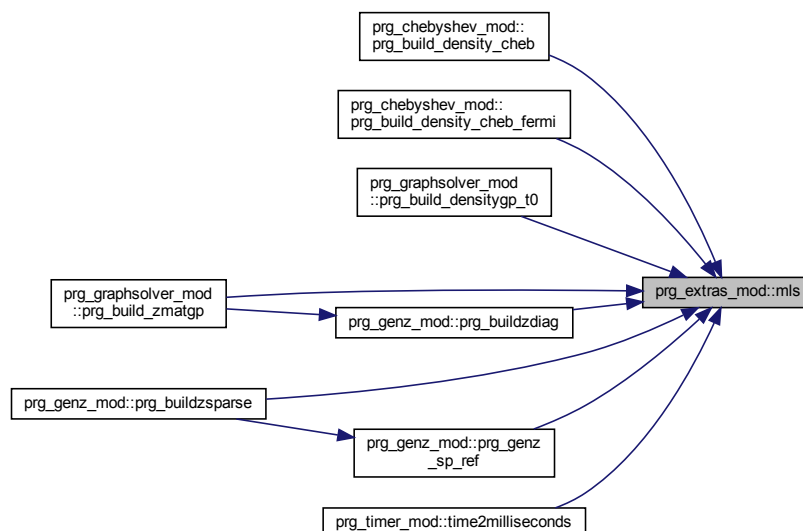 prg_chebyshev_mod::
prg_build_density_cheb
prg_chebyshev_mod::
prg_build_density_cheb_fermi
prg_graphsolver_mod
::prg_build_densitygp_t0
prg_extras_mod::mls
prg_graphsolver_mod
::prg_build_zmatgp
prg_genz_mod::prg_buildzdiag
prg_genz_mod::prg_buildzsparse
prg_genz_mod::prg_genz
_sp_ref
prg_timer_mod::time2milliseconds